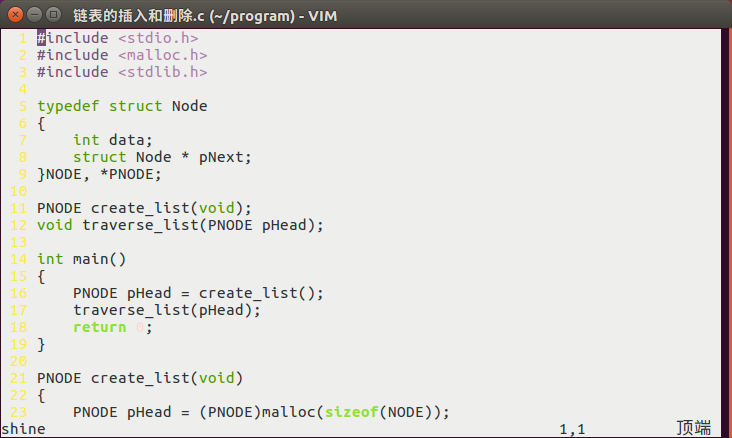 链表的插入和删除.c (~/program) - VIM
1 #include <stdio.h>
2 #include <malloc.h>
3 #include <stdlib.h>
4
5 typedef struct Node
6 {
7     int data;
8     struct Node * pNext;
9 }NODE, *PNODE;
10
11 PNODE create_list(void);
12 void traverse_list(PNODE pHead);
13
14 int main()
15 {
16     PNODE pHead = create_list();
17     traverse_list(pHead);
18     return 0;
19 }
20
21 PNODE create_list(void)
22 {
23     PNODE pHead = (PNODE)malloc(sizeof(NODE));
shine 1,1 顶端